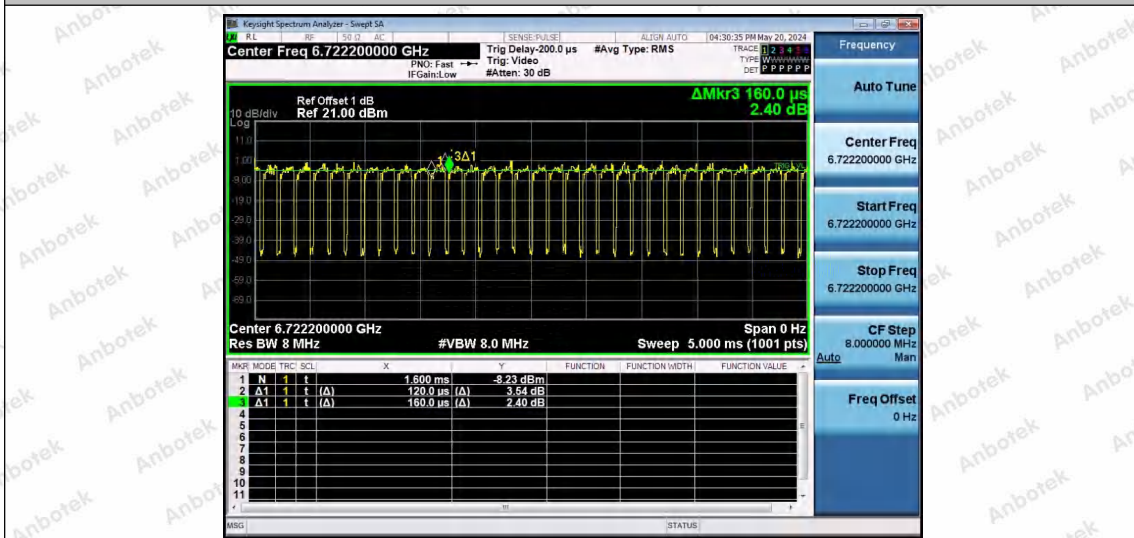 Keysight Spectrum Analyzer - Swept SA
RL RF 50 Ω AC SENSE:PULSE ALIGN AUTO 04:30:35 PM May 20, 2024
Center Freq 6.722200000 GHz
PNO: Fast
IFGain:Low
Trig Delay-200.0 µs
Trig: Video
#Atten: 30 dB
#Avg Type: RMS
TRACE 1 2 3 4 5 6
TYPE WWWWWW
DET P P P P P P
Frequency
Auto Tune
Center Freq
6.722200000 GHz
Start Freq
6.722200000 GHz
Stop Freq
6.722200000 GHz
CF Step
8.000000 MHz
Auto Man
Freq Offset
0 Hz
ΔMkr3 160.0 µs
2.40 dB
10 dB/div
Log
Ref Offset 1 dB
Ref 21.00 dBm
11.0
1.00
-9.00
-19.0
-29.0
-39.0
-49.0
-59.0
-69.0
3Δ1
Center 6.722200000 GHz Span 0 Hz
Res BW 8 MHz #VBW 8.0 MHz Sweep 5.000 ms (1001 pts)
MKR MODE TRC SCL X Y FUNCTION FUNCTION WIDTH FUNCTION VALUE
1 N 1 t 1.600 ms -8.23 dBm
2 Δ1 1 t (Δ) 120.0 µs (Δ) 3.54 dB
3 Δ1 1 t (Δ) 160.0 µs (Δ) 2.40 dB
4
5
6
7
8
9
10
11
MSG STATUS
Anbotek